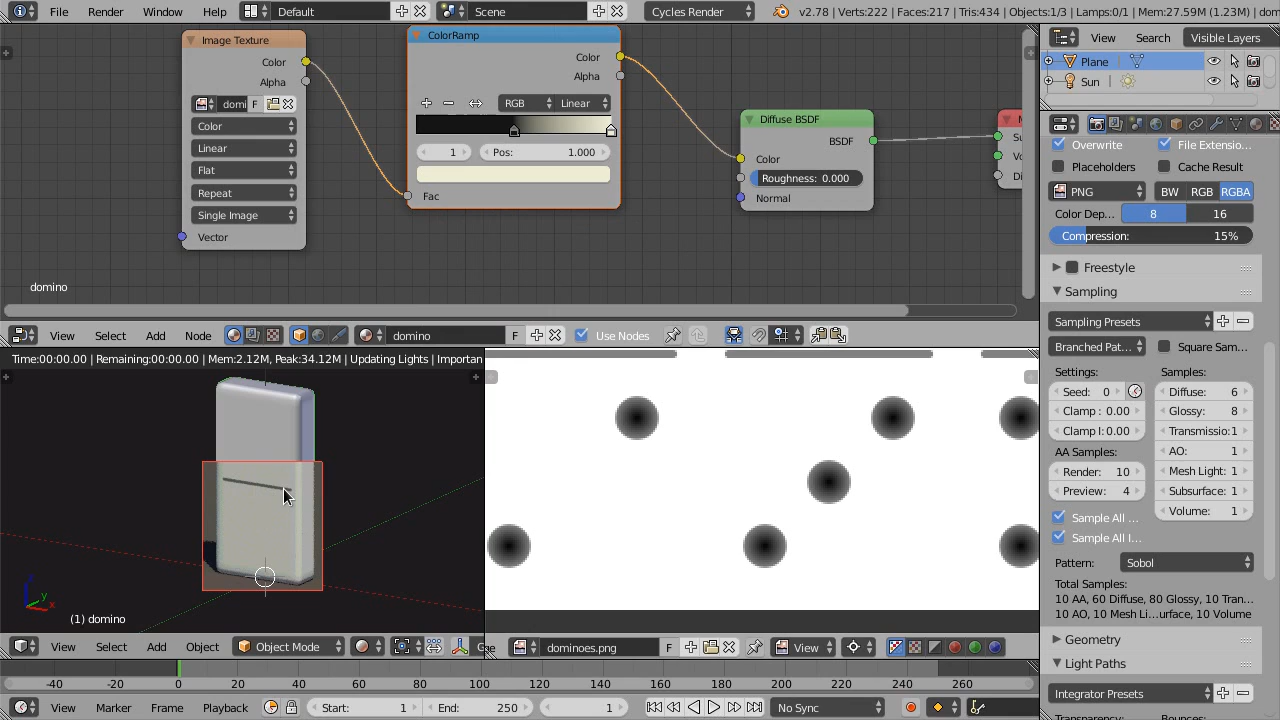 File Render Window Help Default Scene Cycles Render v2.78 | Verts:222 | Faces:217 | Tris:434 | Objects:1/3 | Lamps:0/1 | Mem:27.59M (1.23M) | dom
Image Texture
Color
Alpha
domi F
Color
Linear
Flat
Repeat
Single Image
Vector
ColorRamp
Color
Alpha
RGB Linear
1 Pos: 1.000
Fac
Diffuse BSDF
BSDF
Color
Roughness: 0.000
Normal
domino
View Select Add Node domino F Use Nodes
Time:00:00.00 | Remaining:00:00.00 | Mem:2.12M, Peak:34.12M | Updating Lights | Importan
(1) domino
View Select Add Object Object Mode
dominoes.png F View
-40 -20 0 20 40 60 80 100 120 140 160 180 200 220 240 260
View Marker Frame Playback Start: 1 End: 250 1 No Sync
View Search Visible Layers
Plane
Sun
Overwrite File Extensio...
Placeholders Cache Result
PNG BW RGB RGBA
Color Dep... 8 16
Compression: 15%
Freestyle
Sampling
Sampling Presets
Branched Pat... Square Sam...
Settings: Samples:
Seed: 0 Diffuse: 6
Clamp : 0.00 Glossy: 8
Clamp I: 0.00 Transmissio: 1
AA Samples: AO: 1
Render: 10 Mesh Light: 1
Preview: 4 Subsurface: 1
Sample All ... Volume: 1
Sample All I...
Pattern: Sobol
Total Samples:
10 AA, 60 Diffuse, 80 Glossy, 10 Tran...
10 AO, 10 Mesh Li...urface, 10 Volume
Geometry
Light Paths
Integrator Presets